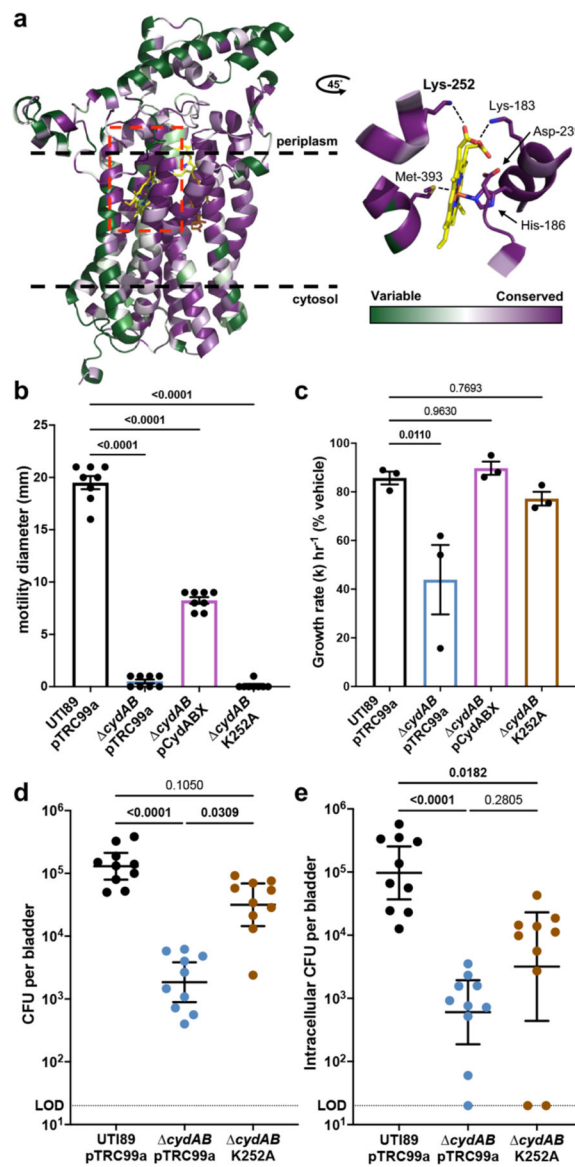 a
45°
Lys-252
Lys-183
Asp-23
Met-393
His-186
periplasm
cytosol
Variable Conserved
b
<0.0001
<0.0001
<0.0001
motility diameter (mm)
25
20
15
10
5
0
UTI89 pTRC99a
ΔcydAB pTRC99a
ΔcydAB pCydABX
ΔcydAB K252A
c
0.7693
0.9630
0.0110
Growth rate (k) hr⁻¹ (% vehicle)
100
80
60
40
20
0
UTI89 pTRC99a
ΔcydAB pTRC99a
ΔcydAB pCydABX
ΔcydAB K252A
d
0.1050
<0.0001 0.0309
CFU per bladder
10⁶
10⁵
10⁴
10³
10²
LOD
10¹
UTI89 pTRC99a
ΔcydAB pTRC99a
ΔcydAB K252A
e
0.0182
<0.0001 0.2805
Intracellular CFU per bladder
10⁶
10⁵
10⁴
10³
10²
LOD
10¹
UTI89 pTRC99a
ΔcydAB pTRC99a
ΔcydAB K252A